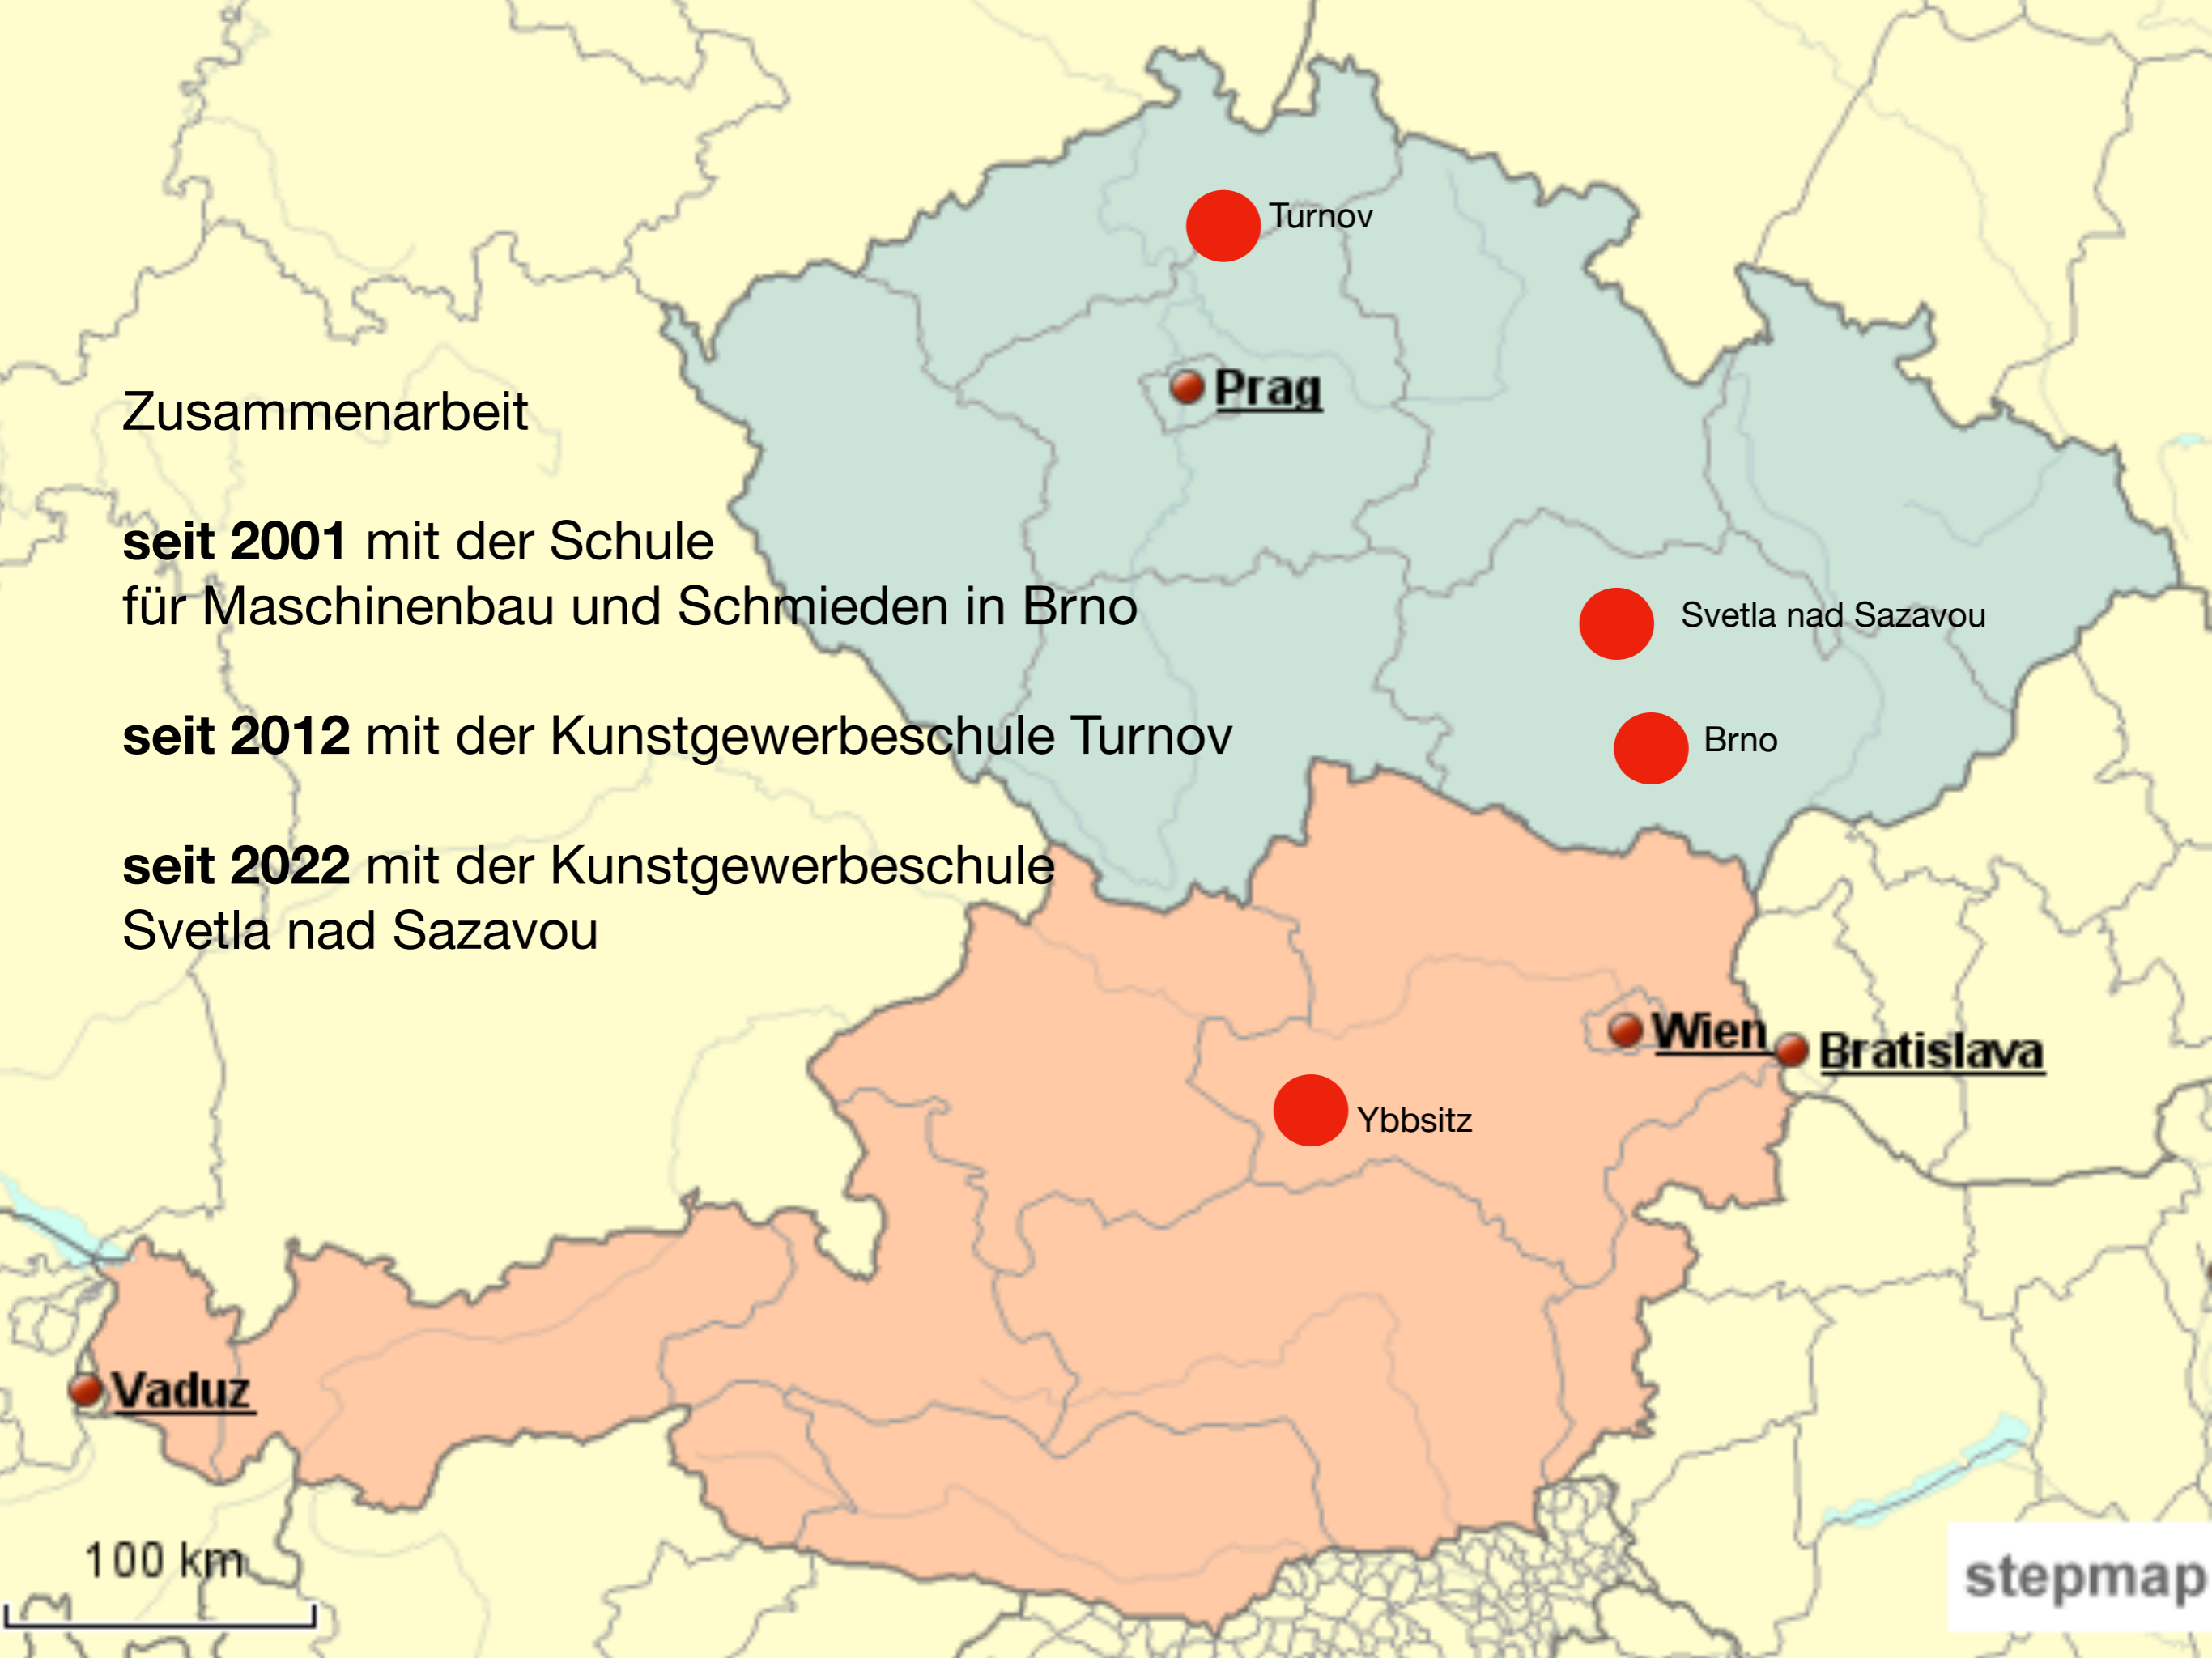 Turnov
Prag
Zusammenarbeit
seit 2001 mit der Schule
für Maschinenbau und Schmieden in Brno
seit 2012 mit der Kunstgewerbeschule Turnov
seit 2022 mit der Kunstgewerbeschule
Svetla nad Sazavou
Svetla nad Sazavou
Brno
Wien
Bratislava
Ybbsitz
Vaduz
100 km
stepmap